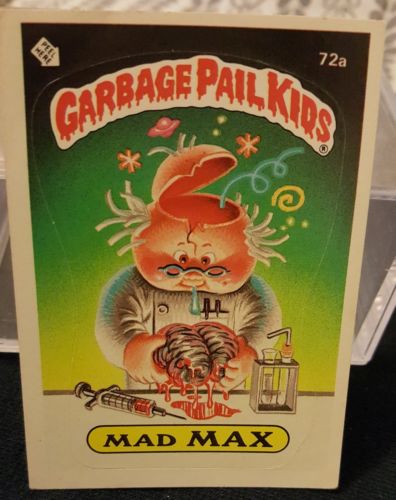 PEEL HERE
72a
GARBAGE PAIL KIDS
®
MAD MAX